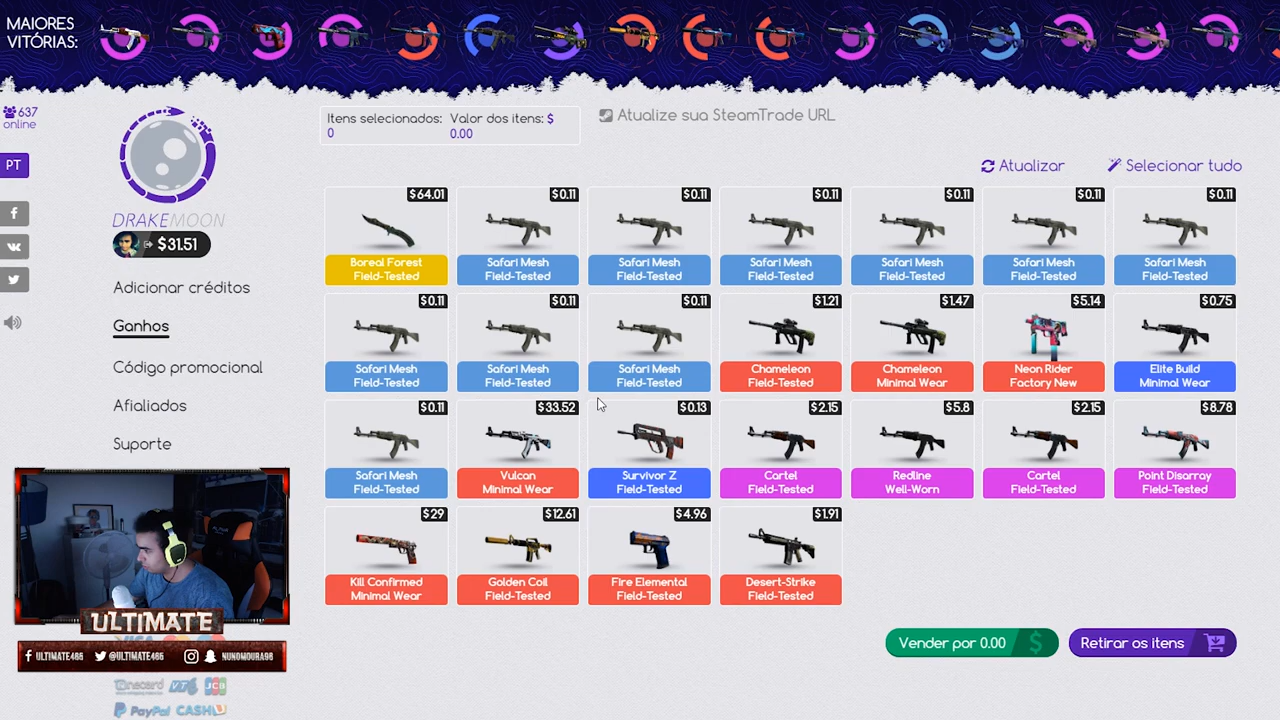 MAIORES
VITÓRIAS:
637
online
PT
DRAKEMOON
$31.51
Adicionar créditos
Ganhos
Código promocional
Afialiados
Suporte
Itens selecionados:
0
Valor dos itens: $
0.00
Atualize sua SteamTrade URL
Atualizar
Selecionar tudo
$64.01
Boreal Forest
Field-Tested
$0.11
Safari Mesh
Field-Tested
$0.11
Safari Mesh
Field-Tested
$0.11
Safari Mesh
Field-Tested
$0.11
Safari Mesh
Field-Tested
$0.11
Safari Mesh
Field-Tested
$0.11
Safari Mesh
Field-Tested
$0.11
Safari Mesh
Field-Tested
$0.11
Safari Mesh
Field-Tested
$0.11
Safari Mesh
Field-Tested
$1.21
Chameleon
Field-Tested
$1.47
Chameleon
Minimal Wear
$5.14
Neon Rider
Factory New
$0.75
Elite Build
Minimal Wear
$0.11
Safari Mesh
Field-Tested
$33.52
Vulcan
Minimal Wear
$0.13
Survivor Z
Field-Tested
$2.15
Cartel
Field-Tested
$5.8
Redline
Well-Worn
$2.15
Cartel
Field-Tested
$8.78
Point Disarray
Field-Tested
$29
Kill Confirmed
Minimal Wear
$12.61
Golden Coil
Field-Tested
$4.96
Fire Elemental
Field-Tested
$1.91
Desert-Strike
Field-Tested
Vender por 0.00 $
Retirar os itens
ULTIMATE
ULTIMATE465 @ULTIMATE465 NUNOMOURA96
JCB
PayPal CASHU